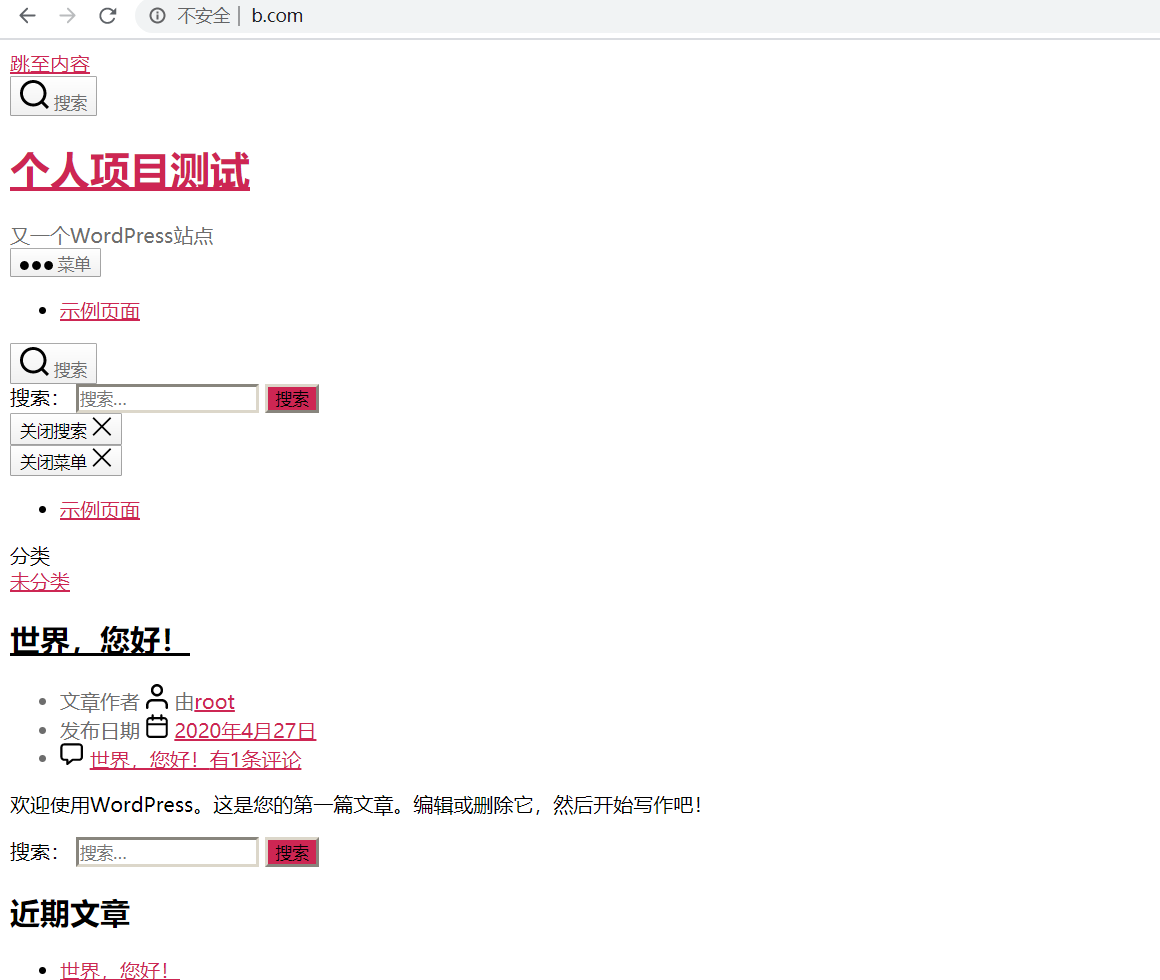 不安全 | b.com
跳至内容
搜索
个人项目测试
又一个WordPress站点
菜单
示例页面
搜索
搜索： 搜索... 搜索
关闭搜索
关闭菜单
示例页面
分类
未分类
世界，您好！
文章作者 由root
发布日期 2020年4月27日
世界，您好！有1条评论
欢迎使用WordPress。这是您的第一篇文章。编辑或删除它，然后开始写作吧！
搜索： 搜索... 搜索
近期文章
世界，您好！